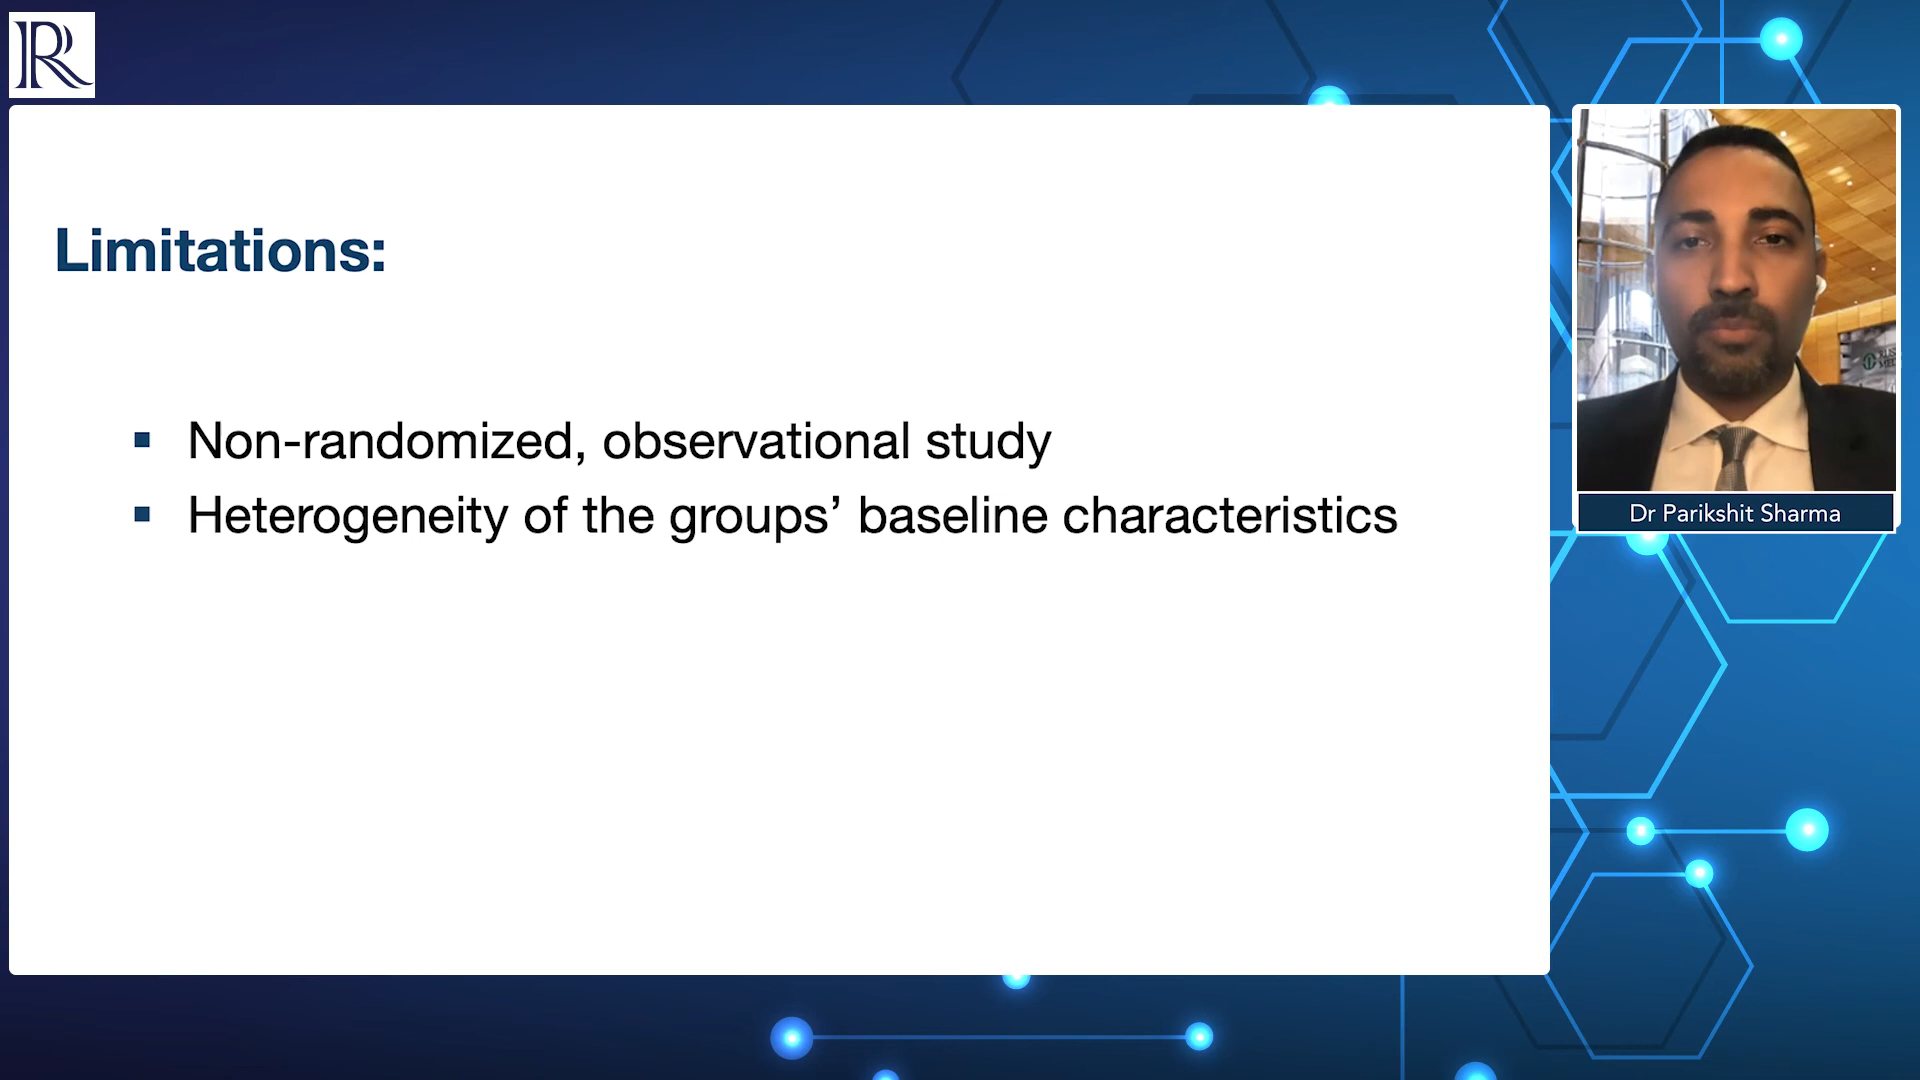 R
Limitations:
▪ Non-randomized, observational study
▪ Heterogeneity of the groups’ baseline characteristics
Dr Parikshit Sharma